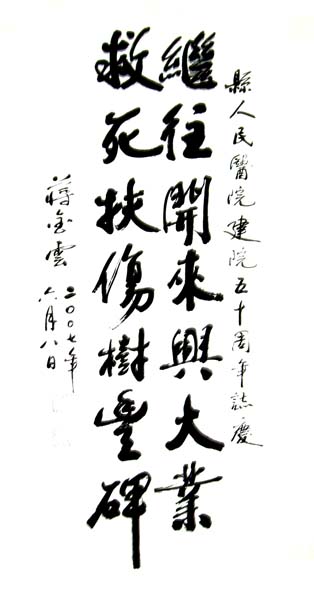 縣人民醫院建院五十周年誌慶
繼往開來興大業
救死扶傷樹豐碑
二〇〇七年
六月八日
蔣金雲